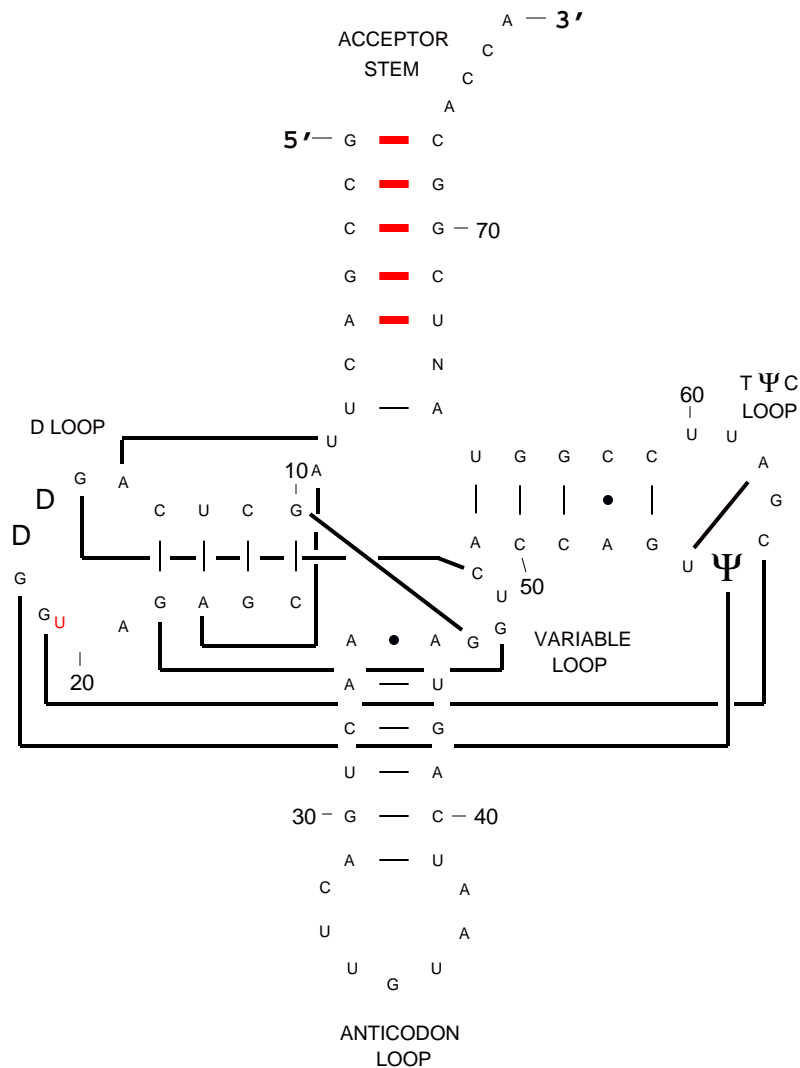 A 3′
ACCEPTOR
STEM
C
C
A
5′ G C
C G
C G 70
G C
A U
C N
U A
T Ψ C
LOOP
60
U U
D LOOP
U
A
10
G A
A
D
D
C U C G
U G G C C
G
A C C A G U
Ψ
C
50
C
U
G
G A G C
G U
A
20
A A G
G
VARIABLE
LOOP
A U
C G
U A
30 G C 40
A U
C A
U A
U G U
ANTICODON
LOOP